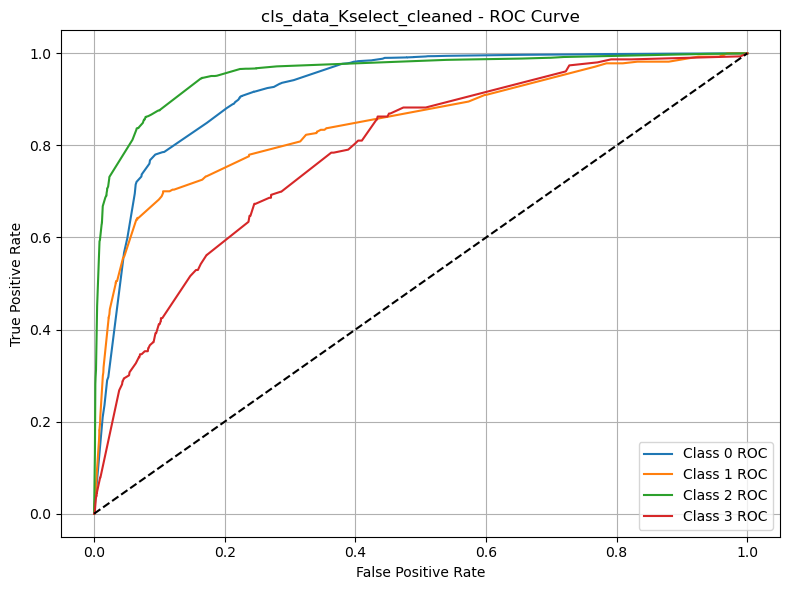 cls_data_Kselect_cleaned - ROC Curve
True Positive Rate
1.0
0.8
0.6
0.4
0.2
0.0
0.0 0.2 0.4 0.6 0.8 1.0
False Positive Rate
Class 0 ROC
Class 1 ROC
Class 2 ROC
Class 3 ROC